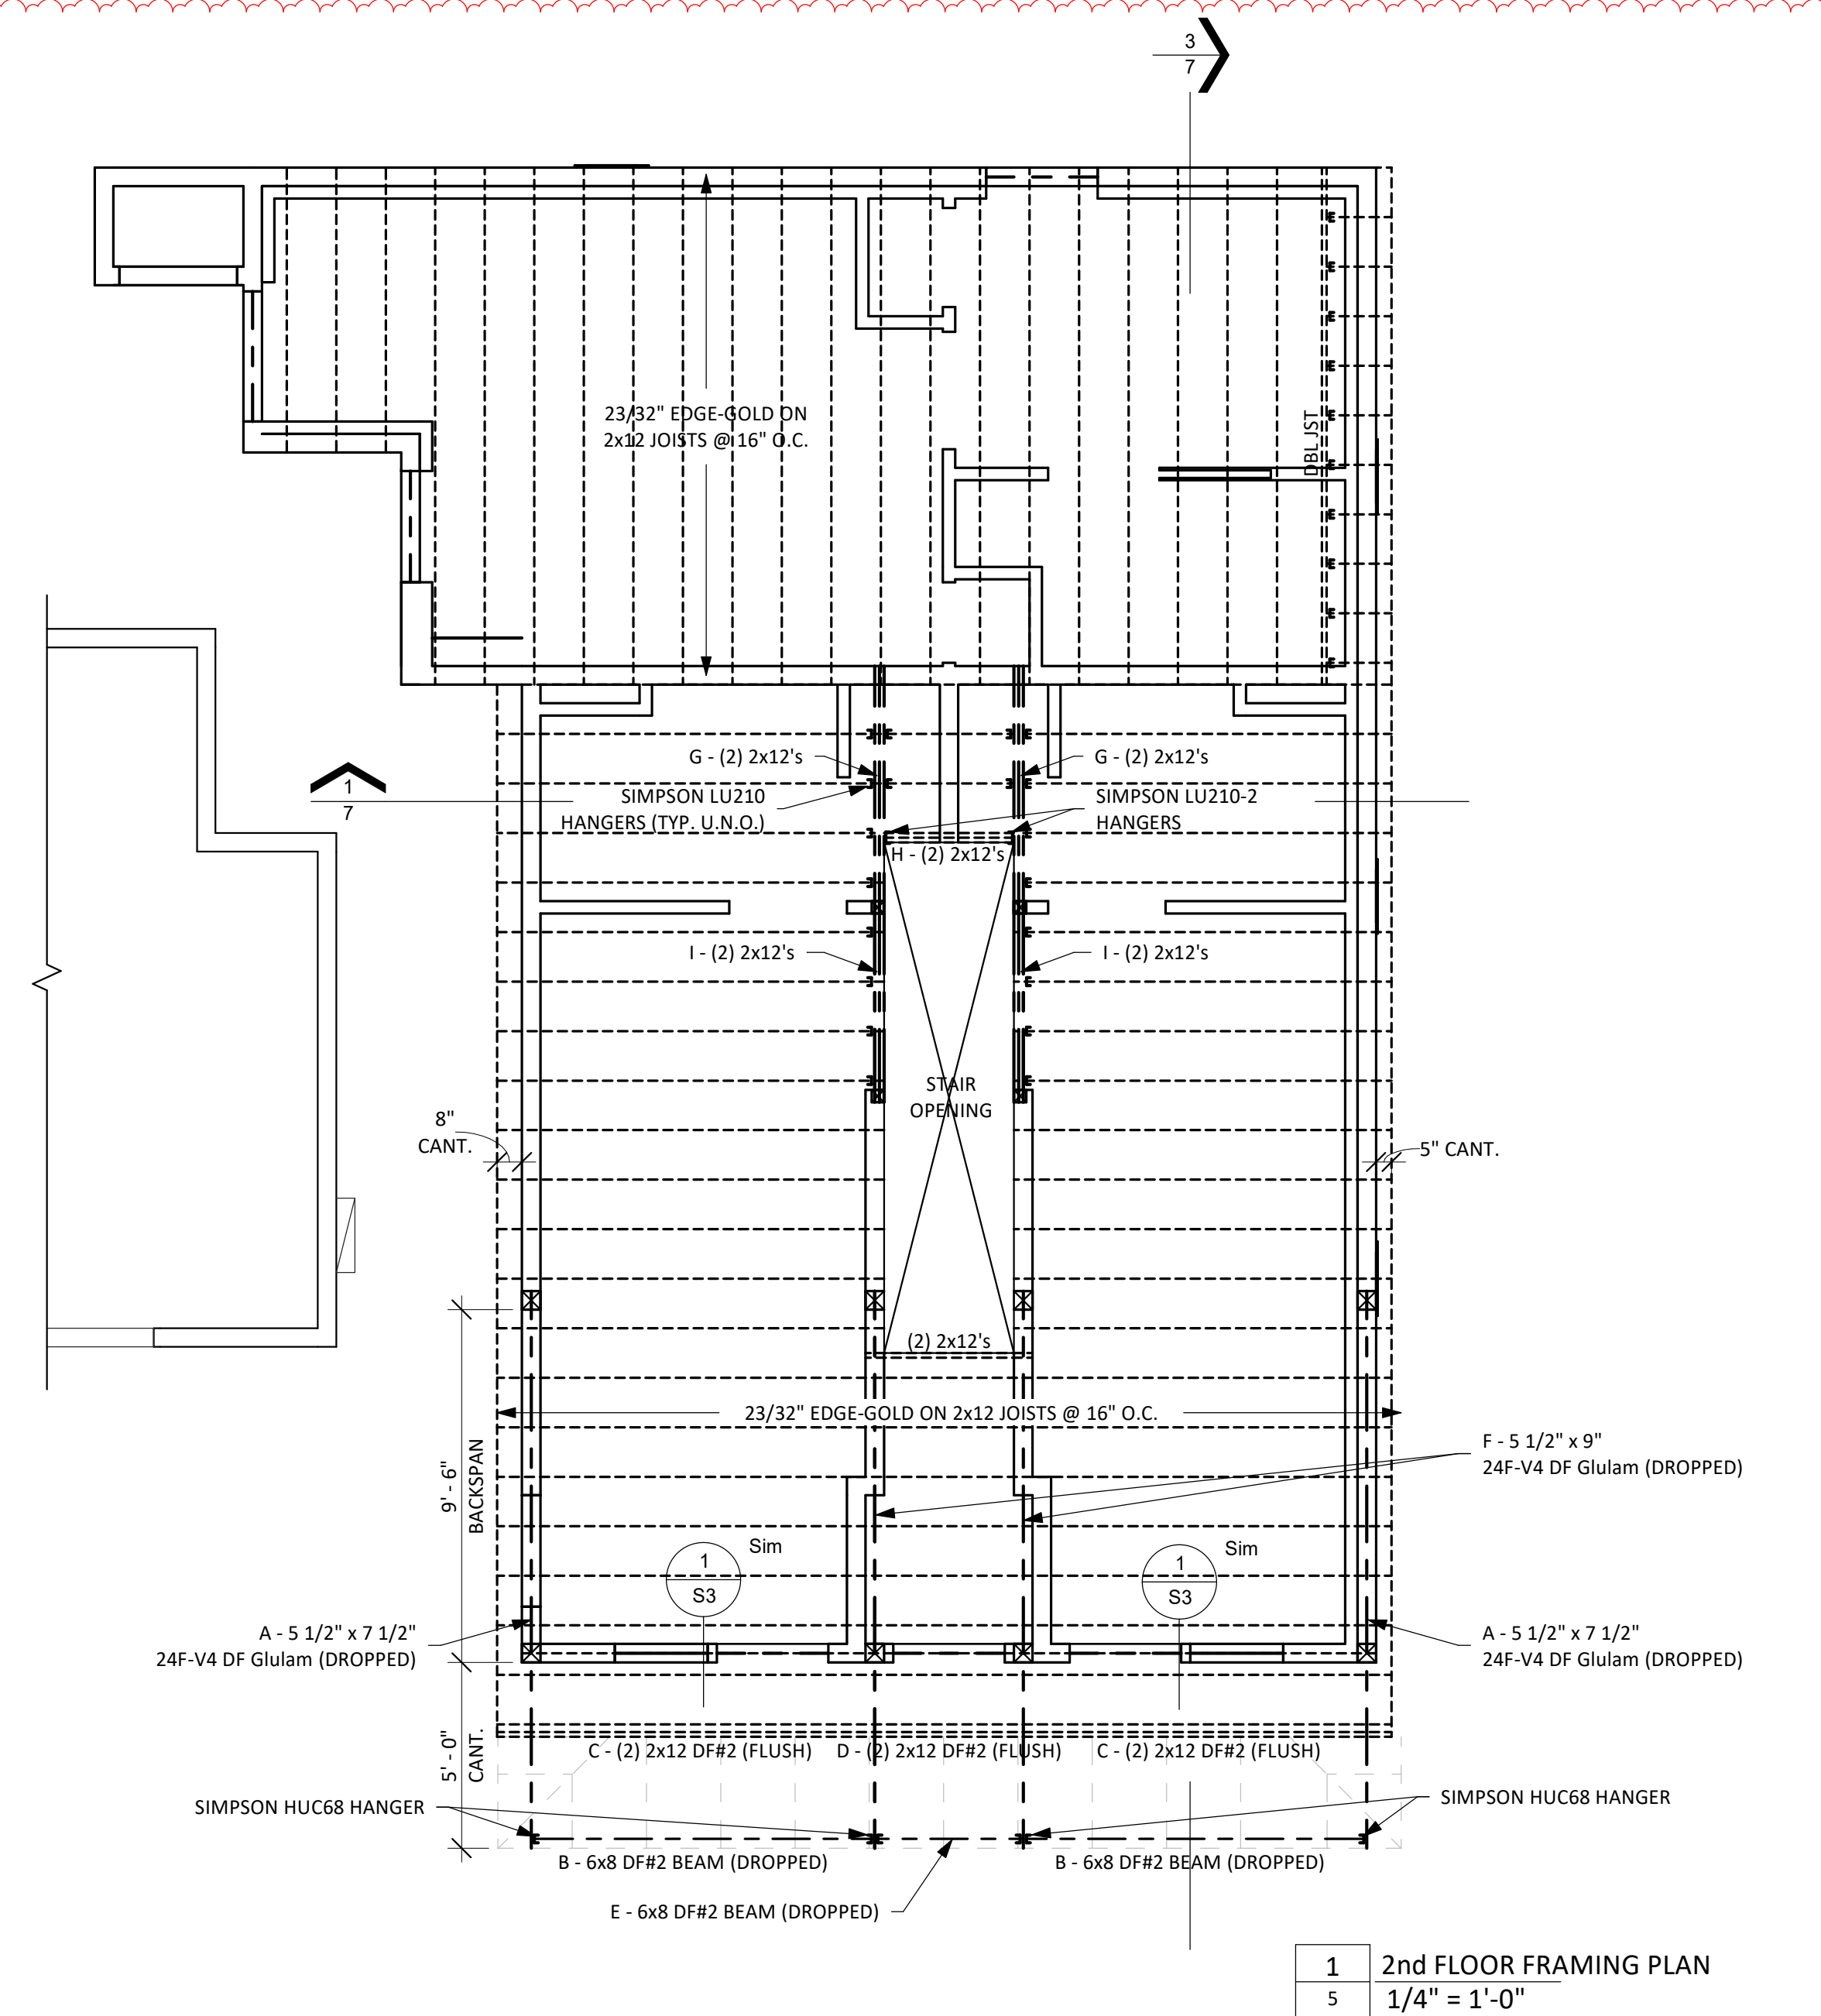 3
7
23/32" EDGE-GOLD ON
2x12 JOISTS @ 16" O.C.
DBL JST
G - (2) 2x12's
G - (2) 2x12's
1
7
SIMPSON LU210
HANGERS (TYP. U.N.O.)
SIMPSON LU210-2
HANGERS
H - (2) 2x12's
I - (2) 2x12's
I - (2) 2x12's
STAIR
OPENING
8"
CANT.
5" CANT.
(2) 2x12's
23/32" EDGE-GOLD ON 2x12 JOISTS @ 16" O.C.
9' - 6"
BACKSPAN
F - 5 1/2" x 9"
24F-V4 DF Glulam (DROPPED)
1
S3
Sim
1
S3
Sim
A - 5 1/2" x 7 1/2"
24F-V4 DF Glulam (DROPPED)
A - 5 1/2" x 7 1/2"
24F-V4 DF Glulam (DROPPED)
5' - 0"
CANT.
C - (2) 2x12 DF#2 (FLUSH)
D - (2) 2x12 DF#2 (FLUSH)
C - (2) 2x12 DF#2 (FLUSH)
SIMPSON HUC68 HANGER
SIMPSON HUC68 HANGER
B - 6x8 DF#2 BEAM (DROPPED)
B - 6x8 DF#2 BEAM (DROPPED)
E - 6x8 DF#2 BEAM (DROPPED)
1
5
2nd FLOOR FRAMING PLAN
1/4" = 1'-0"